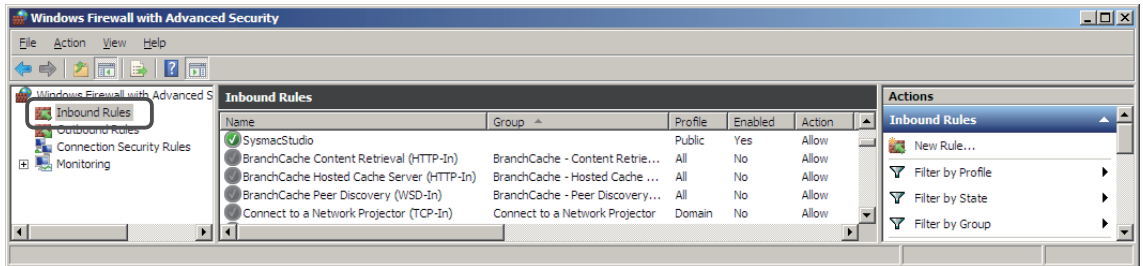 Windows Firewall with Advanced Security
File Action View Help
Windows Firewall with Advanced S
Inbound Rules
Outbound Rules
Connection Security Rules
Monitoring
Inbound Rules
Name Group Profile Enabled Action
SysmacStudio Public Yes Allow
BranchCache Content Retrieval (HTTP-In) BranchCache - Content Retrie... All No Allow
BranchCache Hosted Cache Server (HTTP-In) BranchCache - Hosted Cache ... All No Allow
BranchCache Peer Discovery (WSD-In) BranchCache - Peer Discovery... All No Allow
Connect to a Network Projector (TCP-In) Connect to a Network Projector Domain No Allow
Actions
Inbound Rules
New Rule...
Filter by Profile
Filter by State
Filter by Group